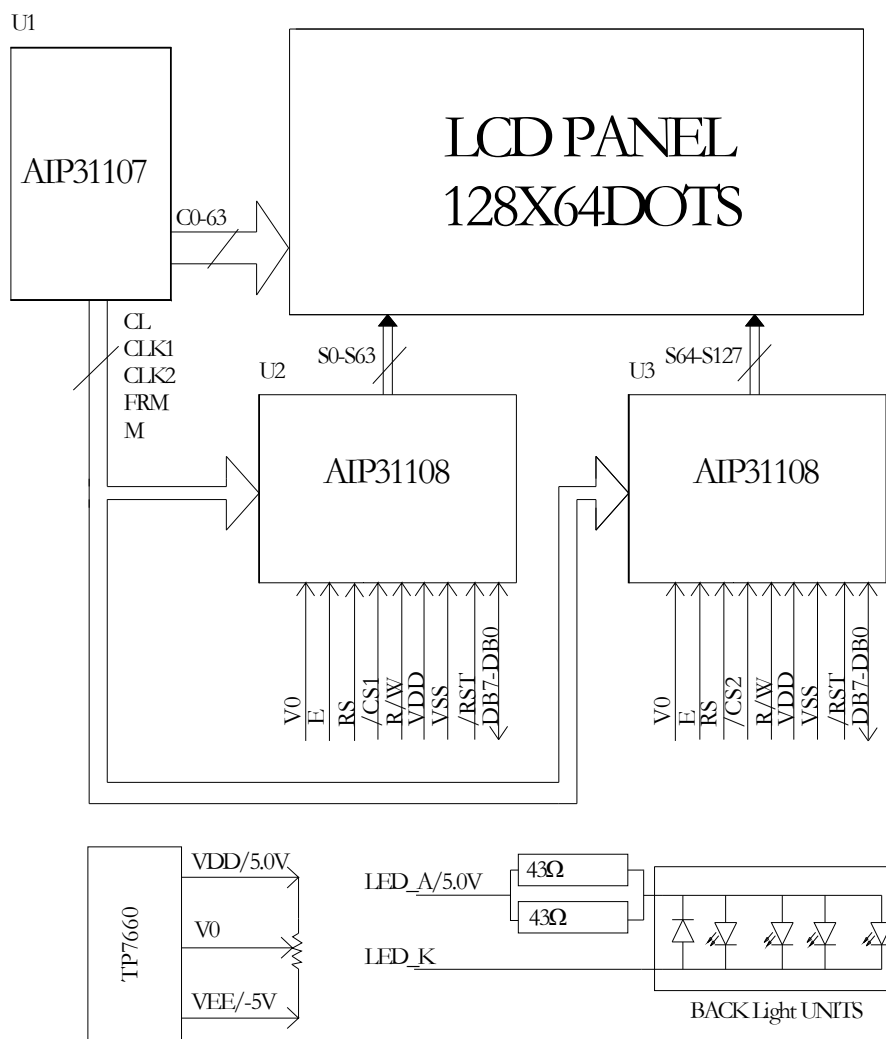 U1
AIP31107
LCD PANEL
128X64DOTS
C0-63
CL
CLK1
CLK2
FRM
M
S0-S63
S64-S127
U2
U3
AIP31108
AIP31108
V0
E
RS
/CS1
R/W
VDD
VSS
/RST
DB7-DB0
V0
E
RS
/CS2
R/W
VDD
VSS
/RST
DB7-DB0
TP7660
VDD/5.0V
V0
VEE/-5V
LED_A/5.0V
43Ω
43Ω
LED_K
BACK Light UNITS